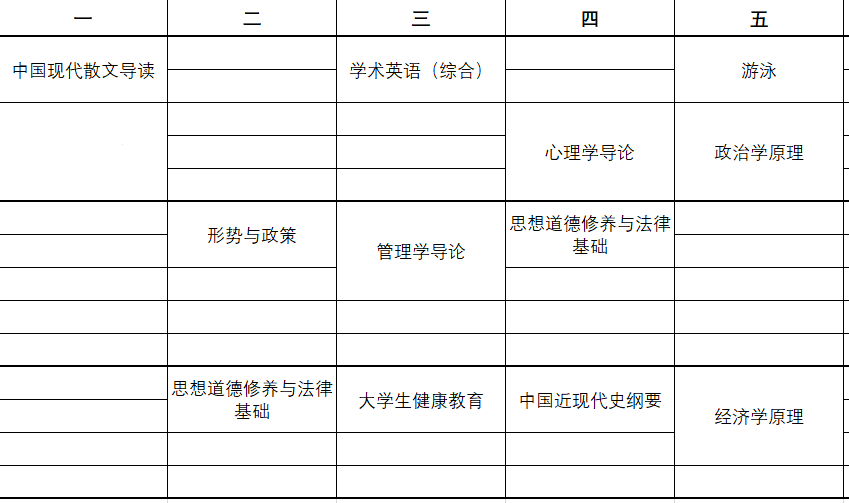 一 二 三 四 五
中国现代散文导读 学术英语（综合） 游泳
心理学导论 政治学原理
形势与政策 管理学导论 思想道德修养与法律
基础
思想道德修养与法律
基础 大学生健康教育 中国近现代史纲要 经济学原理